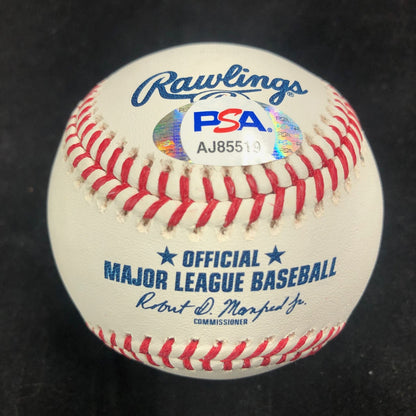 Rawlings
PSA
AJ85519
★ OFFICIAL ★
MAJOR LEAGUE BASEBALL
Robert D. Manfred Jr.
COMMISSIONER